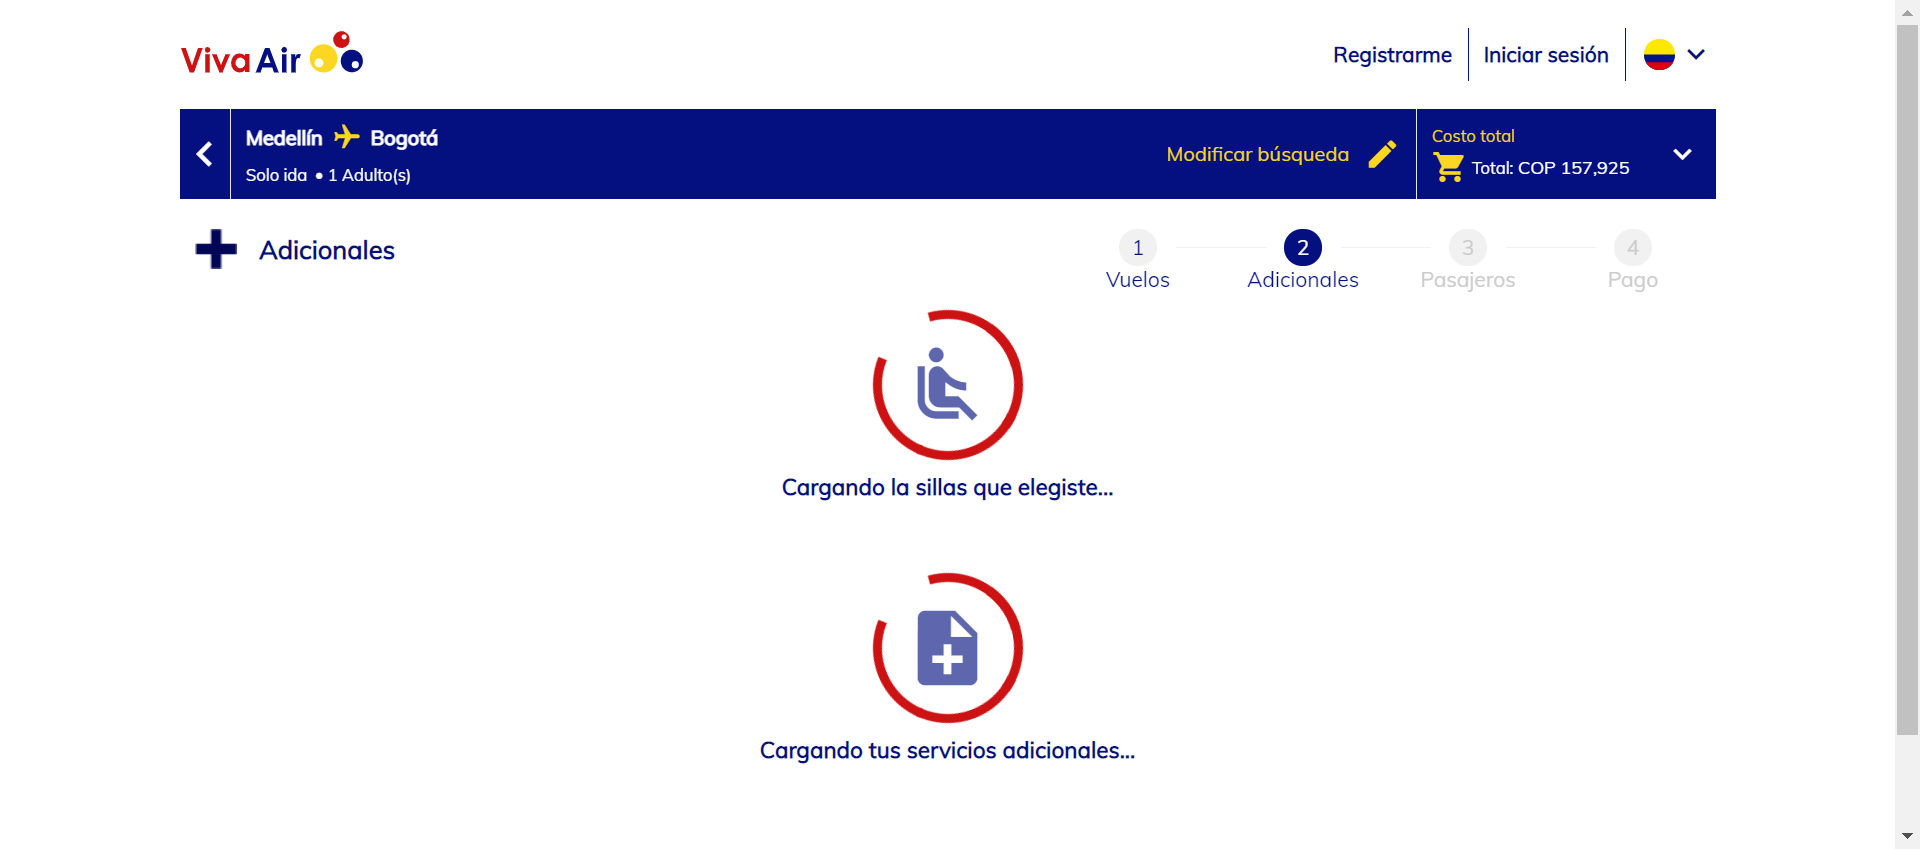 Viva Air
Registrarme
Iniciar sesión
Medellín Bogotá
Solo ida • 1 Adulto(s)
Modificar búsqueda
Costo total
Total: COP 157,925
Adicionales
1
2
3
4
Vuelos
Adicionales
Pasajeros
Pago
Cargando la sillas que elegiste...
Cargando tus servicios adicionales...